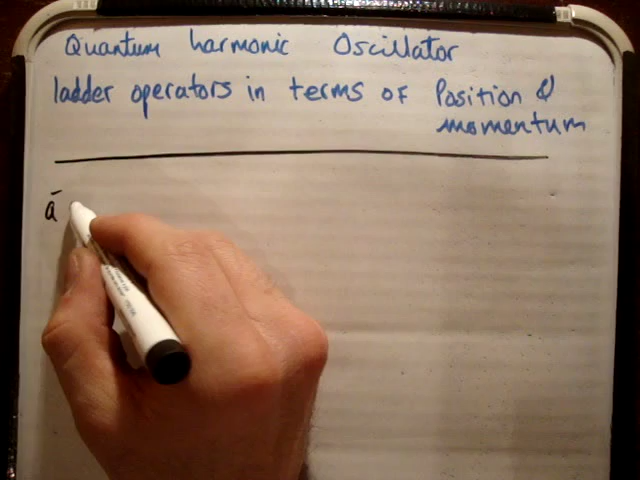 Quantum harmonic Oscillator
ladder operators in terms of Position &
momentum
ā